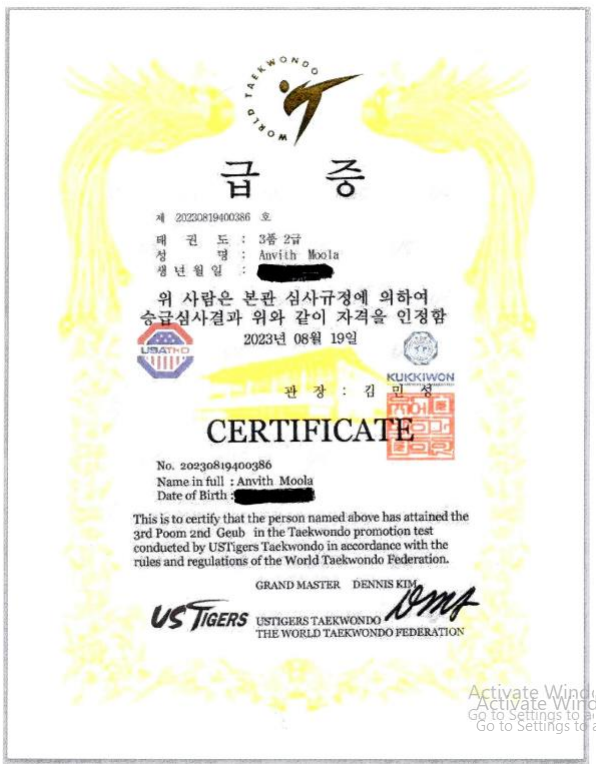 WORLD TAEKWONDO
급 증
제 20230819400386 호
태 권 도 : 3품 2급
성 명 : Anvith Moola
생 년 월 일 :
위 사람은 본관 심사규정에 의하여
승급심사결과 위와 같이 자격을 인정함
2023년 08월 19일
USATKD
KUKKIWON
관 장 : 김 민 성
CERTIFICATE
No. 20230819400386
Name in full : Anvith Moola
Date of Birth :
This is to certify that the person named above has attained the
3rd Poom 2nd Geub in the Taekwondo promotion test
conducted by USTigers Taekwondo in accordance with the
rules and regulations of the World Taekwondo Federation.
GRAND MASTER DENNIS KIM
US TIGERS
USTIGERS TAEKWONDO
THE WORLD TAEKWONDO FEDERATION
Activate Windo
Activate Wind
Go to Settings to a
Go to Settings to a